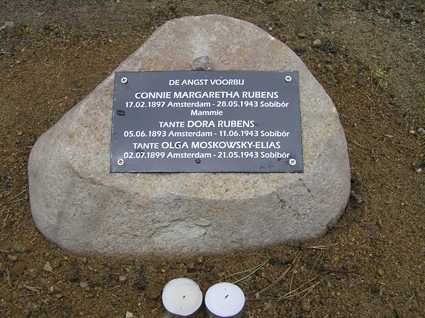 DE ANGST VOORBIJ
CONNIE MARGARETHA RUBENS
17.02.1897 Amsterdam - 28.05.1943 Sobibór
Mammie
TANTE DORA RUBENS
05.06.1893 Amsterdam - 11.06.1943 Sobibór
TANTE OLGA MOSKOWSKY-ELIAS
02.07.1899 Amsterdam - 21.05.1943 Sobibór